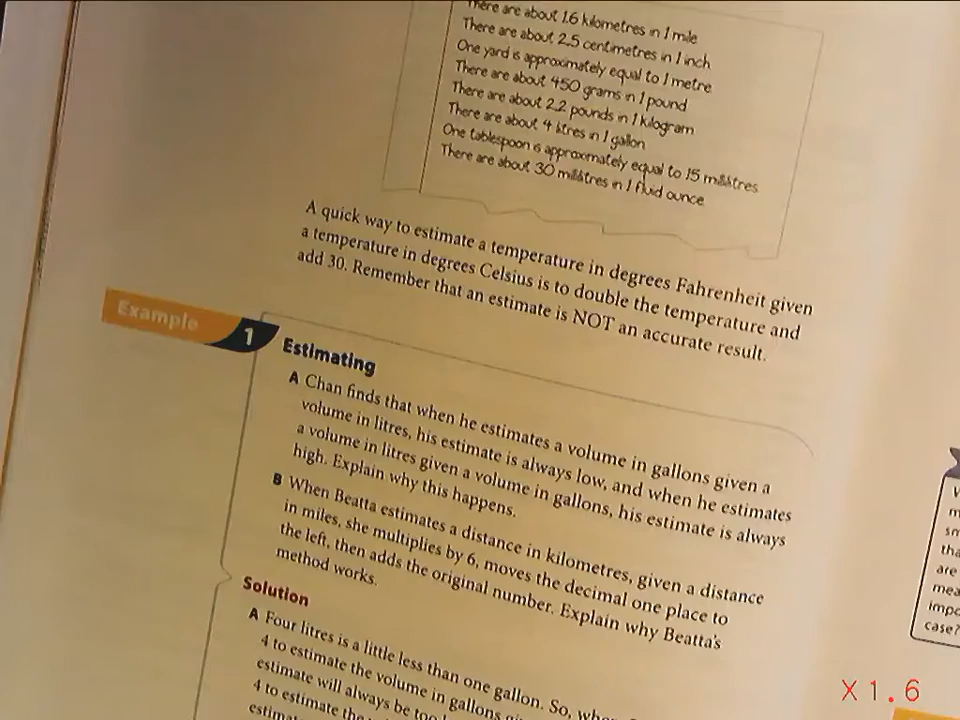 There are about 1.6 kilometres in 1 mile
There are about 2.5 centimetres in 1 inch
One yard is approximately equal to 1 metre
There are about 450 grams in 1 pound
There are about 2.2 pounds in 1 kilogram
There are about 4 litres in 1 gallon
One tablespoon is approximately equal to 15 millilitres
There are about 30 millilitres in 1 fluid ounce
A quick way to estimate a temperature in degrees Fahrenheit given
a temperature in degrees Celsius is to double the temperature and
add 30. Remember that an estimate is NOT an accurate result.
Example 1
Estimating
A Chan finds that when he estimates a volume in gallons given a
volume in litres, his estimate is always low, and when he estimates
a volume in litres given a volume in gallons, his estimate is always
high. Explain why this happens.
B When Beatta estimates a distance in kilometres, given a distance
in miles, she multiplies by 6, moves the decimal one place to
the left, then adds the original number. Explain why Beatta's
method works.
Solution
A Four litres is a little less than one gallon. So, when
4 to estimate the volume in gallons
estimate will always be too
4 to estimate the
tha
are
mea
impo
case?
X1.6